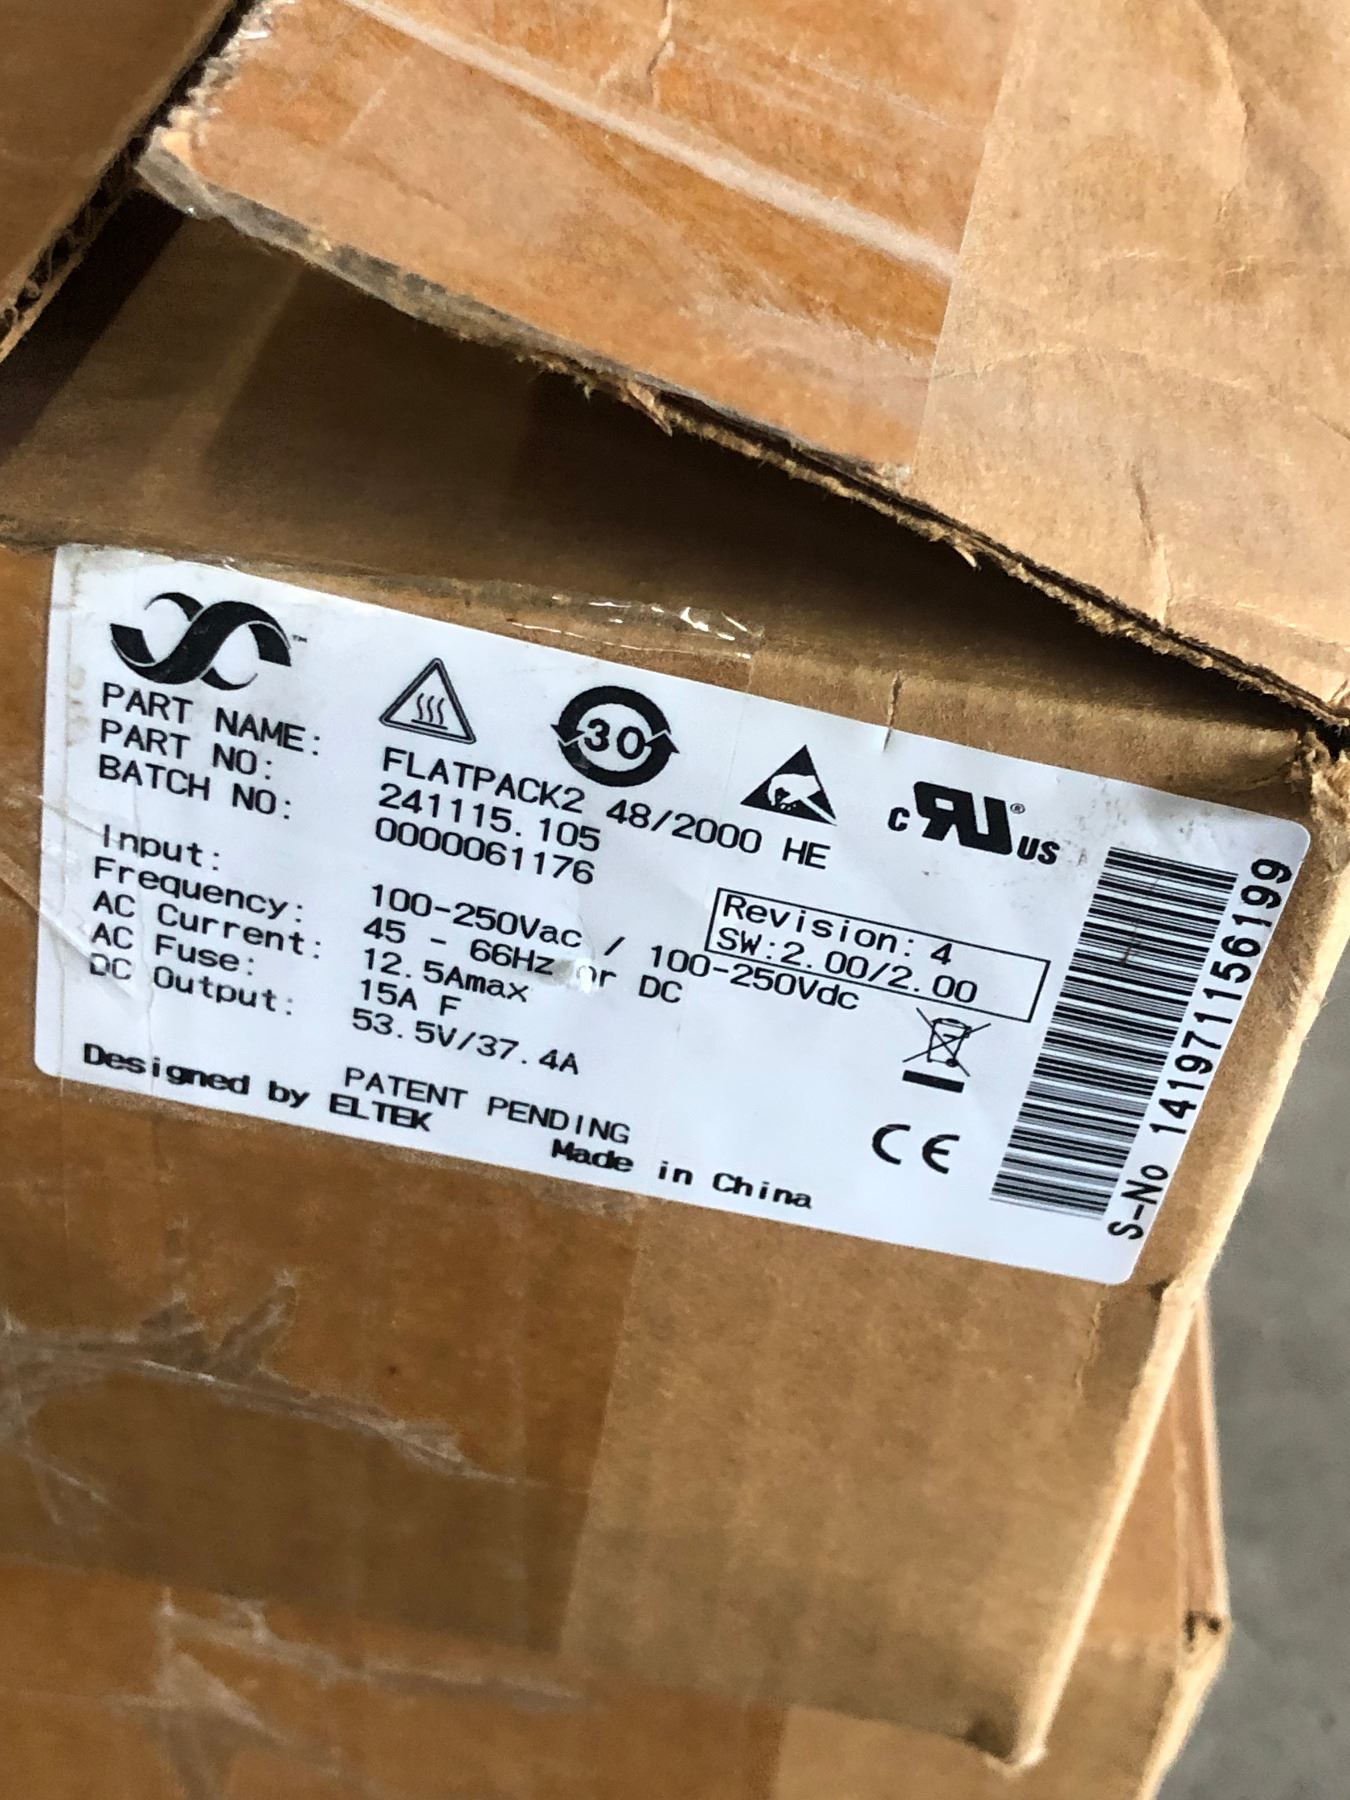 ™
30
c RU ® US
PART NAME: FLATPACK2 48/2000 HE
PART NO: 241115.105
BATCH NO: 0000061176
Revision: 4
SW:2.00/2.00
Input: 100-250Vac / 100-250Vdc
Frequency: 45 - 66Hz or DC
AC Current: 12.5Amax
AC Fuse: 15A F
DC Output: 53.5V/37.4A
PATENT PENDING
Designed by ELTEK Made in China
CE
S-No 141971156199